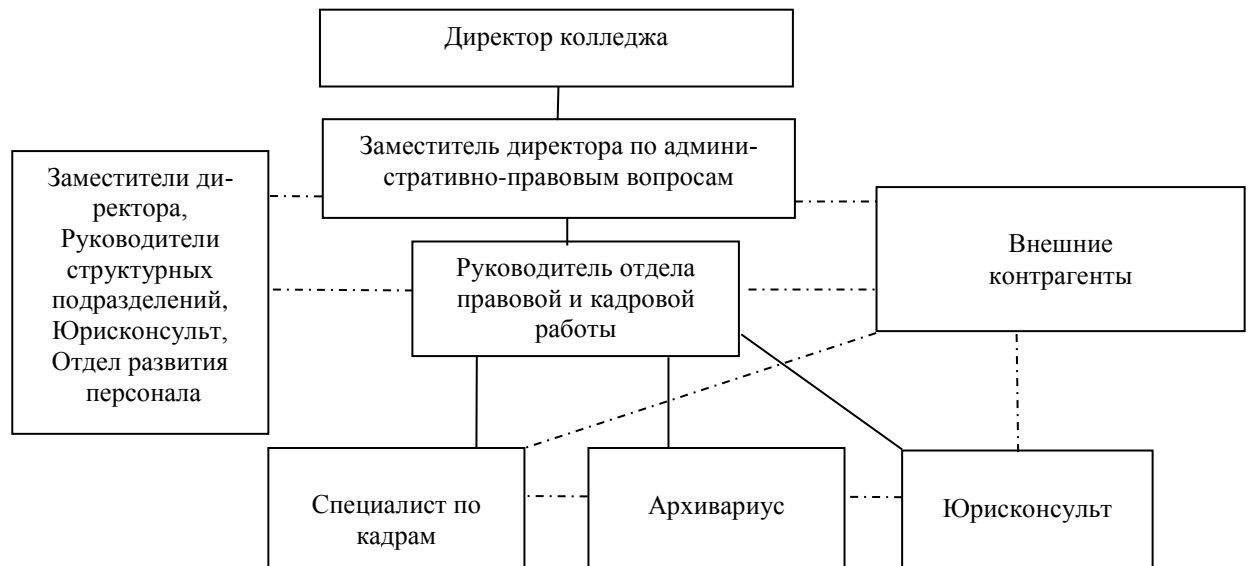 Директор колледжа
Заместитель директора по админи-
стративно-правовым вопросам
Заместители ди-
ректора,
Руководители
структурных
подразделений,
Юрисконсульт,
Отдел развития
персонала
Внешние
контрагенты
Руководитель отдела
правовой и кадровой
работы
Специалист по
кадрам
Архивариус
Юрисконсульт